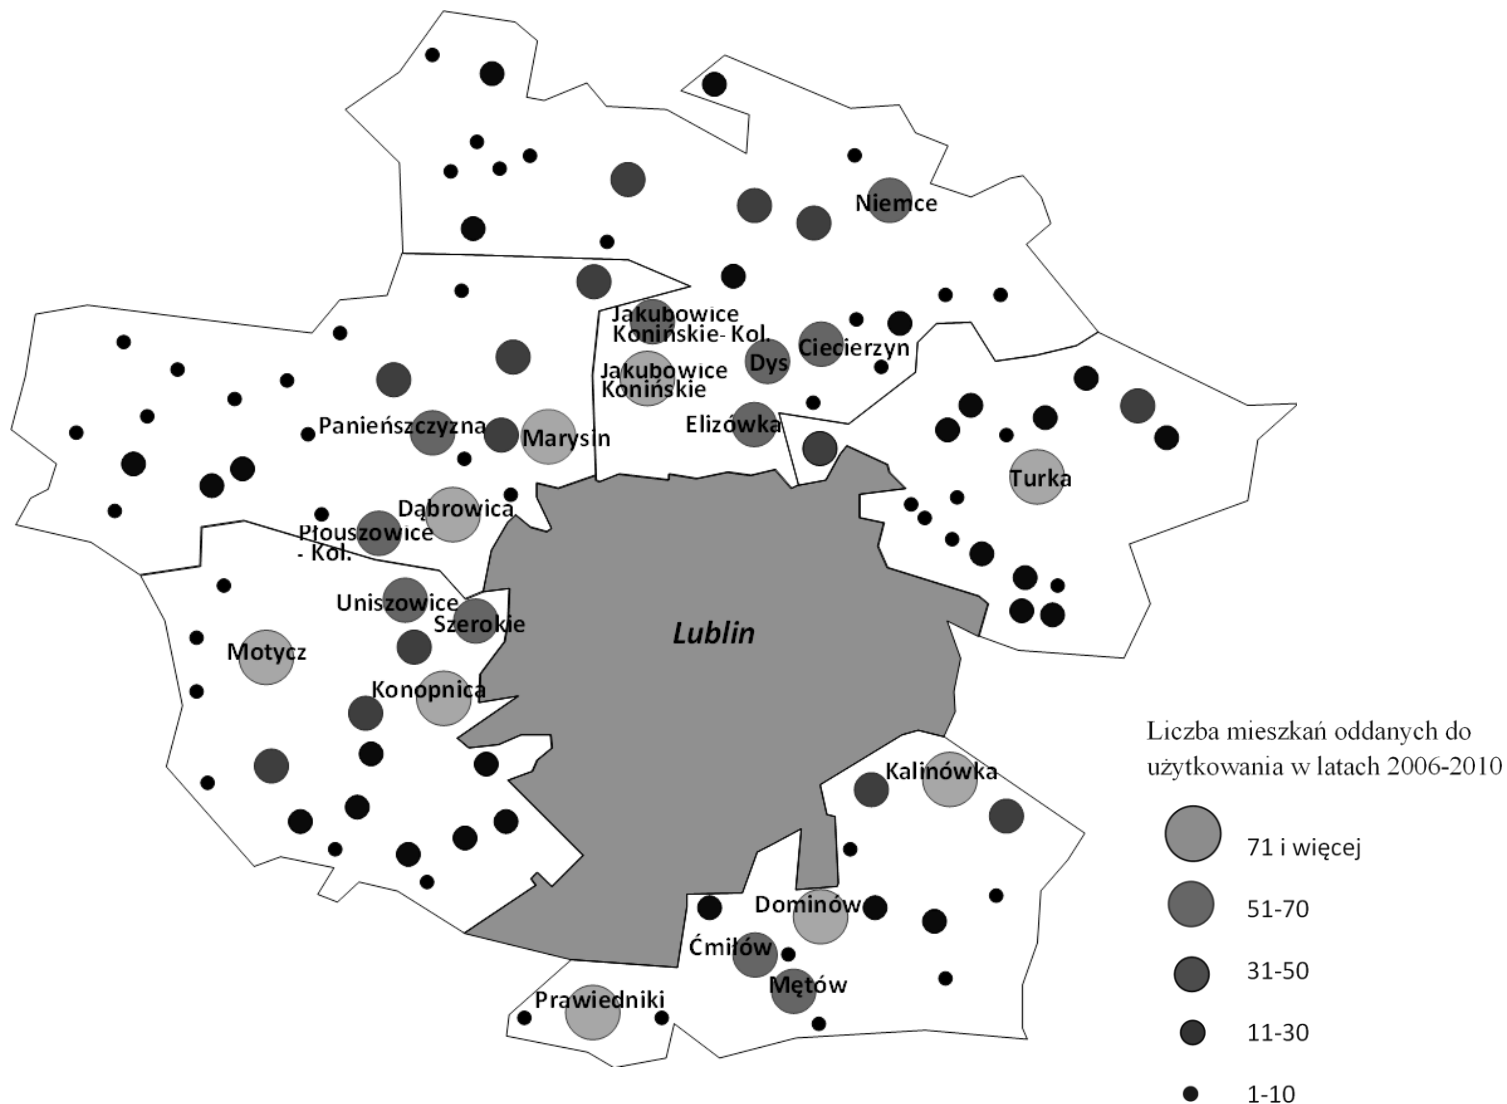 Niemce
Jakubowice
Konińskie- Kol.
Ciecierzyn
Dys
Jakubowice
Konińskie
Panieńszczyzna
Elizówka
Marysin
Turka
Dąbrowica
Płouszowice
- Kol.
Uniszowice
Szerokie
Lublin
Motycz
Konopnica
Liczba mieszkań oddanych do
użytkowania w latach 2006-2010
Kalinówka
71 i więcej
Dominów
51-70
Ćmiłów
31-50
Mętów
Prawiedniki
11-30
1-10